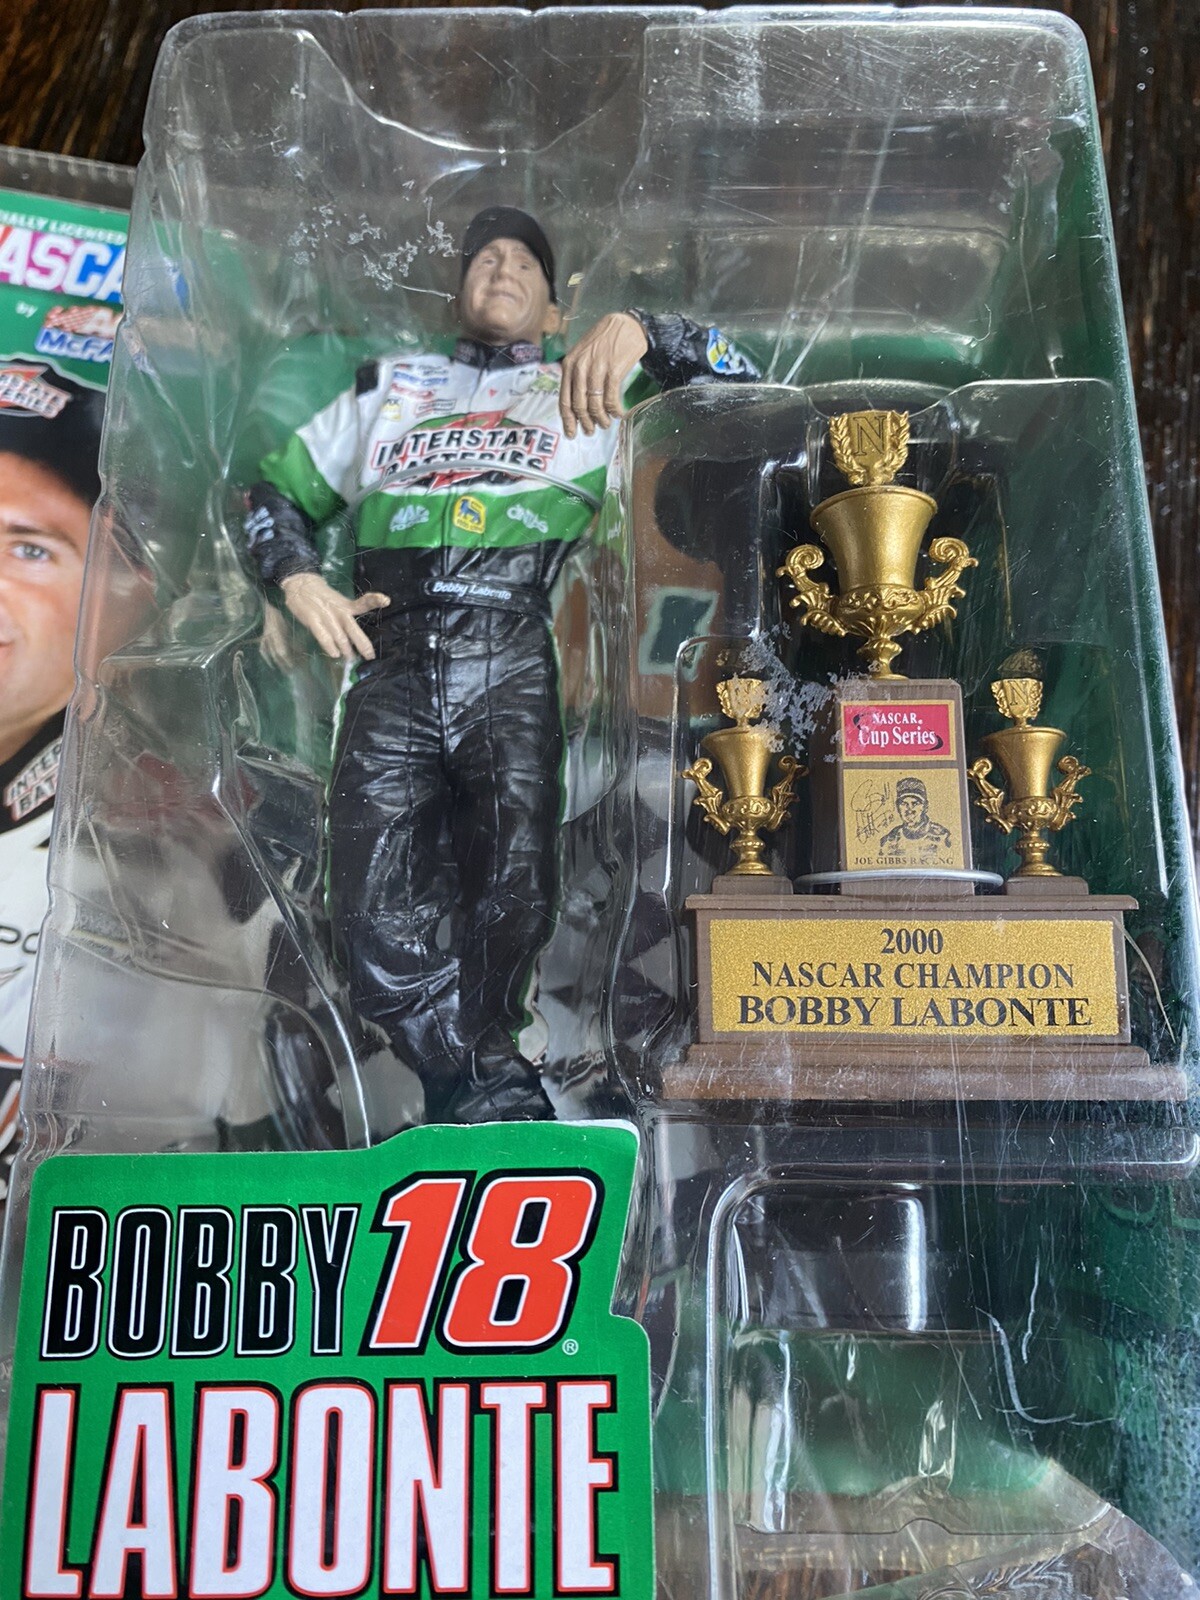 NASCAR
by
INTERSTATE
BATTERIES
Bobby Labonte
N
N
N
NASCAR®
Cup Series
JOE GIBBS RACING
2000
NASCAR CHAMPION
BOBBY LABONTE
BOBBY 18®
LABONTE